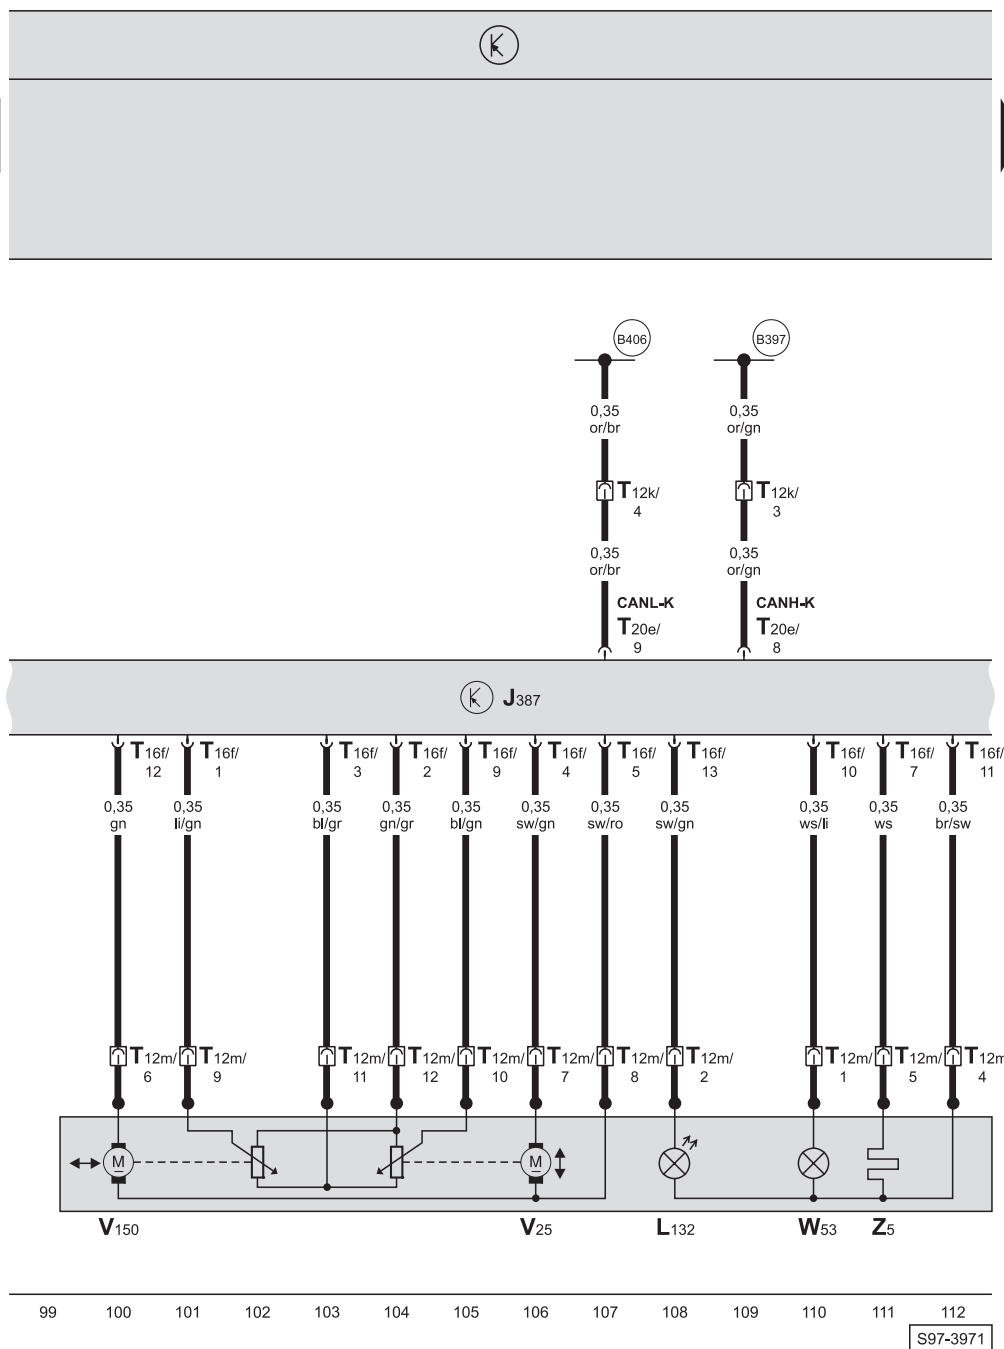 B406 B397
0,35 0,35
or/br or/gn
T12k/ T12k/
4 3
0,35 0,35
or/br or/gn
CANL-K CANH-K
T20e/ T20e/
9 8
J387
T16f/ T16f/ T16f/ T16f/ T16f/ T16f/ T16f/ T16f/ T16f/ T16f/ T16f/
12 1 3 2 9 4 5 13 10 7 11
0,35 0,35 0,35 0,35 0,35 0,35 0,35 0,35 0,35 0,35 0,35
gn li/gn bl/gr gn/gr bl/gn sw/gn sw/ro sw/gn ws/li ws br/sw
T12m/ T12m/ T12m/ T12m/ T12m/ T12m/ T12m/ T12m/ T12m/ T12m/ T12m
6 9 11 12 10 7 8 2 1 5 4
M M
V150 V25 L132 W53 Z5
99 100 101 102 103 104 105 106 107 108 109 110 111 112
S97-3971